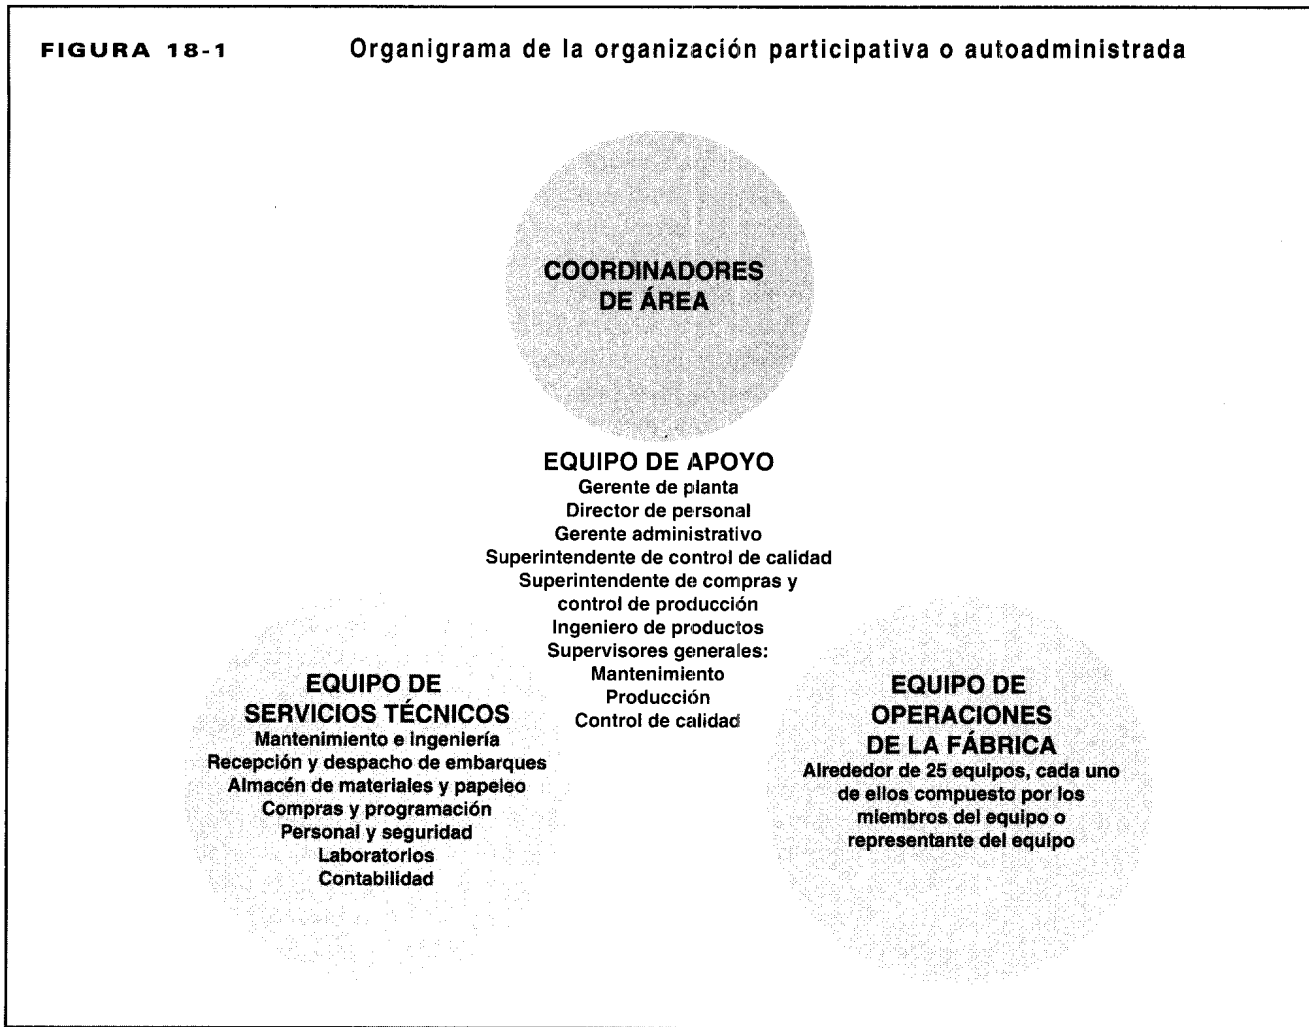 FIGURA 18-1 Organigrama de la organización participativa o autoadministrada
COORDINADORES
DE ÁREA
EQUIPO DE APOYO
Gerente de planta
Director de personal
Gerente administrativo
Superintendente de control de calidad
Superintendente de compras y
control de producción
Ingeniero de productos
Supervisores generales:
Mantenimiento
Producción
Control de calidad
EQUIPO DE
SERVICIOS TÉCNICOS
Mantenimiento e Ingeniería
Recepción y despacho de embarques
Almacén de materiales y papeleo
Compras y programación
Personal y seguridad
Laboratorios
Contabilidad
EQUIPO DE
OPERACIONES
DE LA FÁBRICA
Alrededor de 25 equipos, cada uno
de ellos compuesto por los
miembros del equipo o
representante del equipo